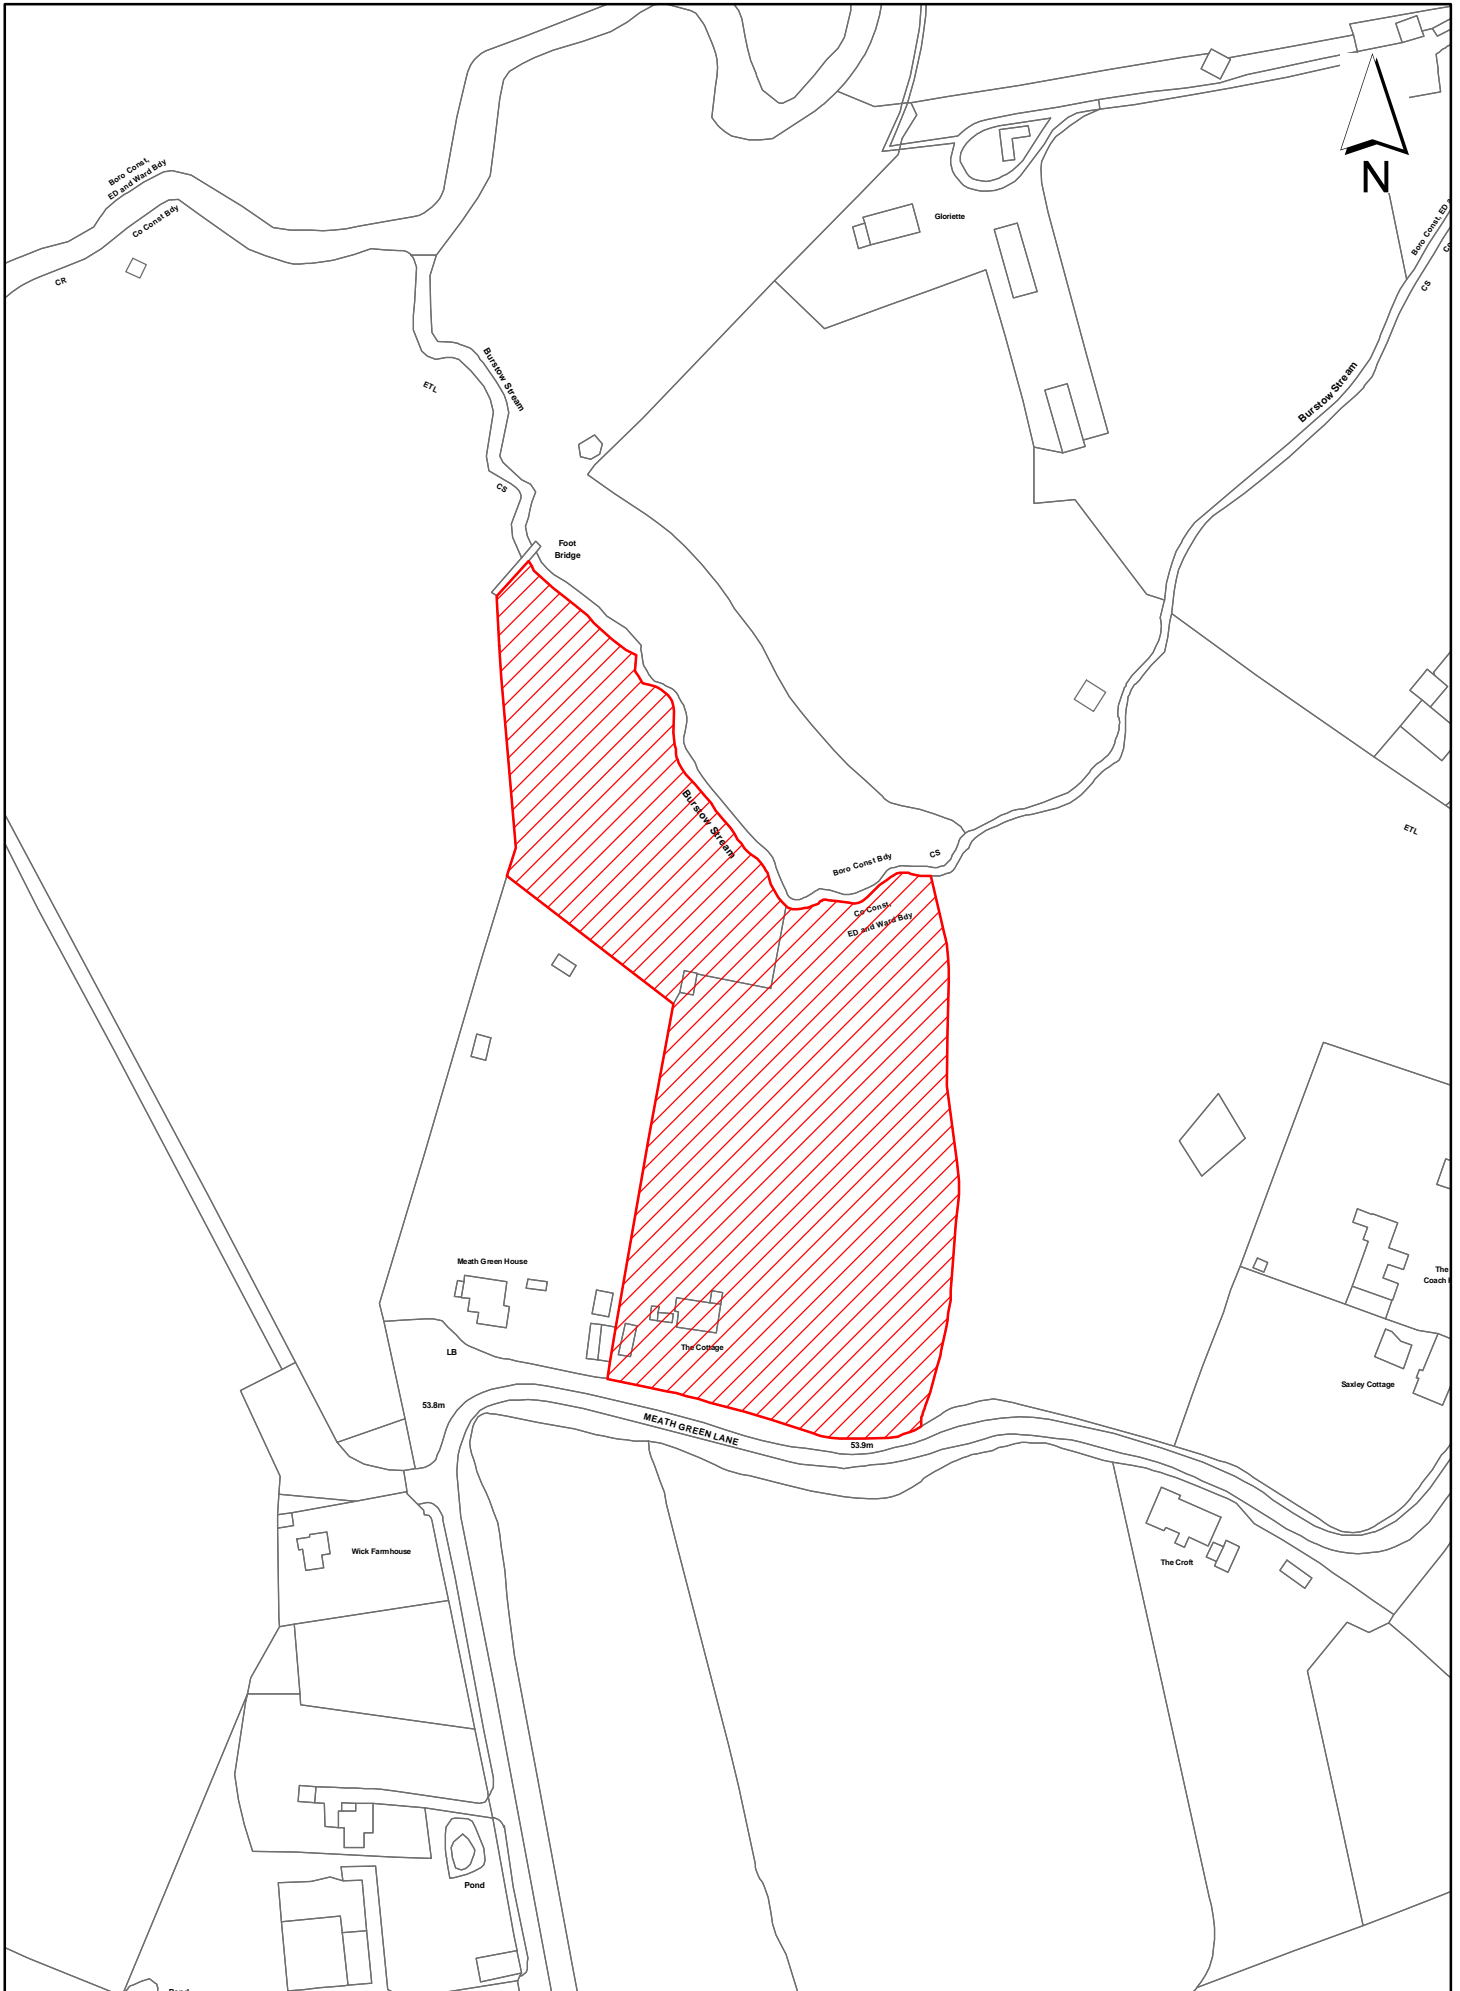 Boro Const,
ED and Ward Bdy
Co Const Bdy
CR
N
Gloriette
Boro Const, ED
CS
Burstow Stream
ETL
Burstow Stream
CS
Foot
Bridge
Burstow Stream
ETL
Boro Const Bdy
CS
Co Const,
ED and Ward Bdy
Meath Green House
The
Coach
LB
The Cottage
Saxley Cottage
53.8m
MEATH GREEN LANE
53.9m
Wick Farmhouse
The Croft
Pond